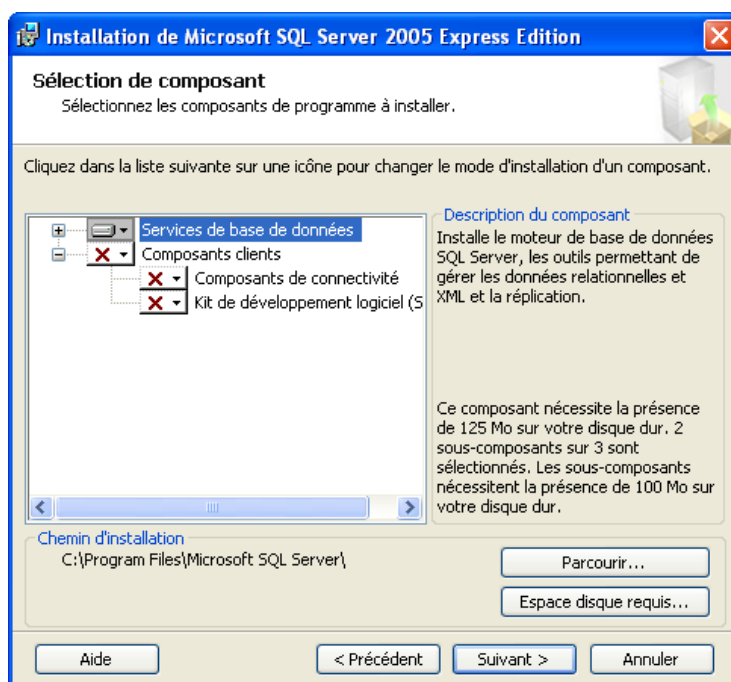 Installation de Microsoft SQL Server 2005 Express Edition
Sélection de composant
Sélectionnez les composants de programme à installer.
Cliquez dans la liste suivante sur une icône pour changer le mode d'installation d'un composant.
Services de base de données
Composants clients
Composants de connectivité
Kit de développement logiciel (S
Description du composant
Installe le moteur de base de données
SQL Server, les outils permettant de
gérer les données relationnelles et
XML et la réplication.
Ce composant nécessite la présence
de 125 Mo sur votre disque dur. 2
sous-composants sur 3 sont
sélectionnés. Les sous-composants
nécessitent la présence de 100 Mo sur
votre disque dur.
Chemin d'installation
C:\Program Files\Microsoft SQL Server\
Parcourir...
Espace disque requis...
Aide
< Précédent
Suivant >
Annuler